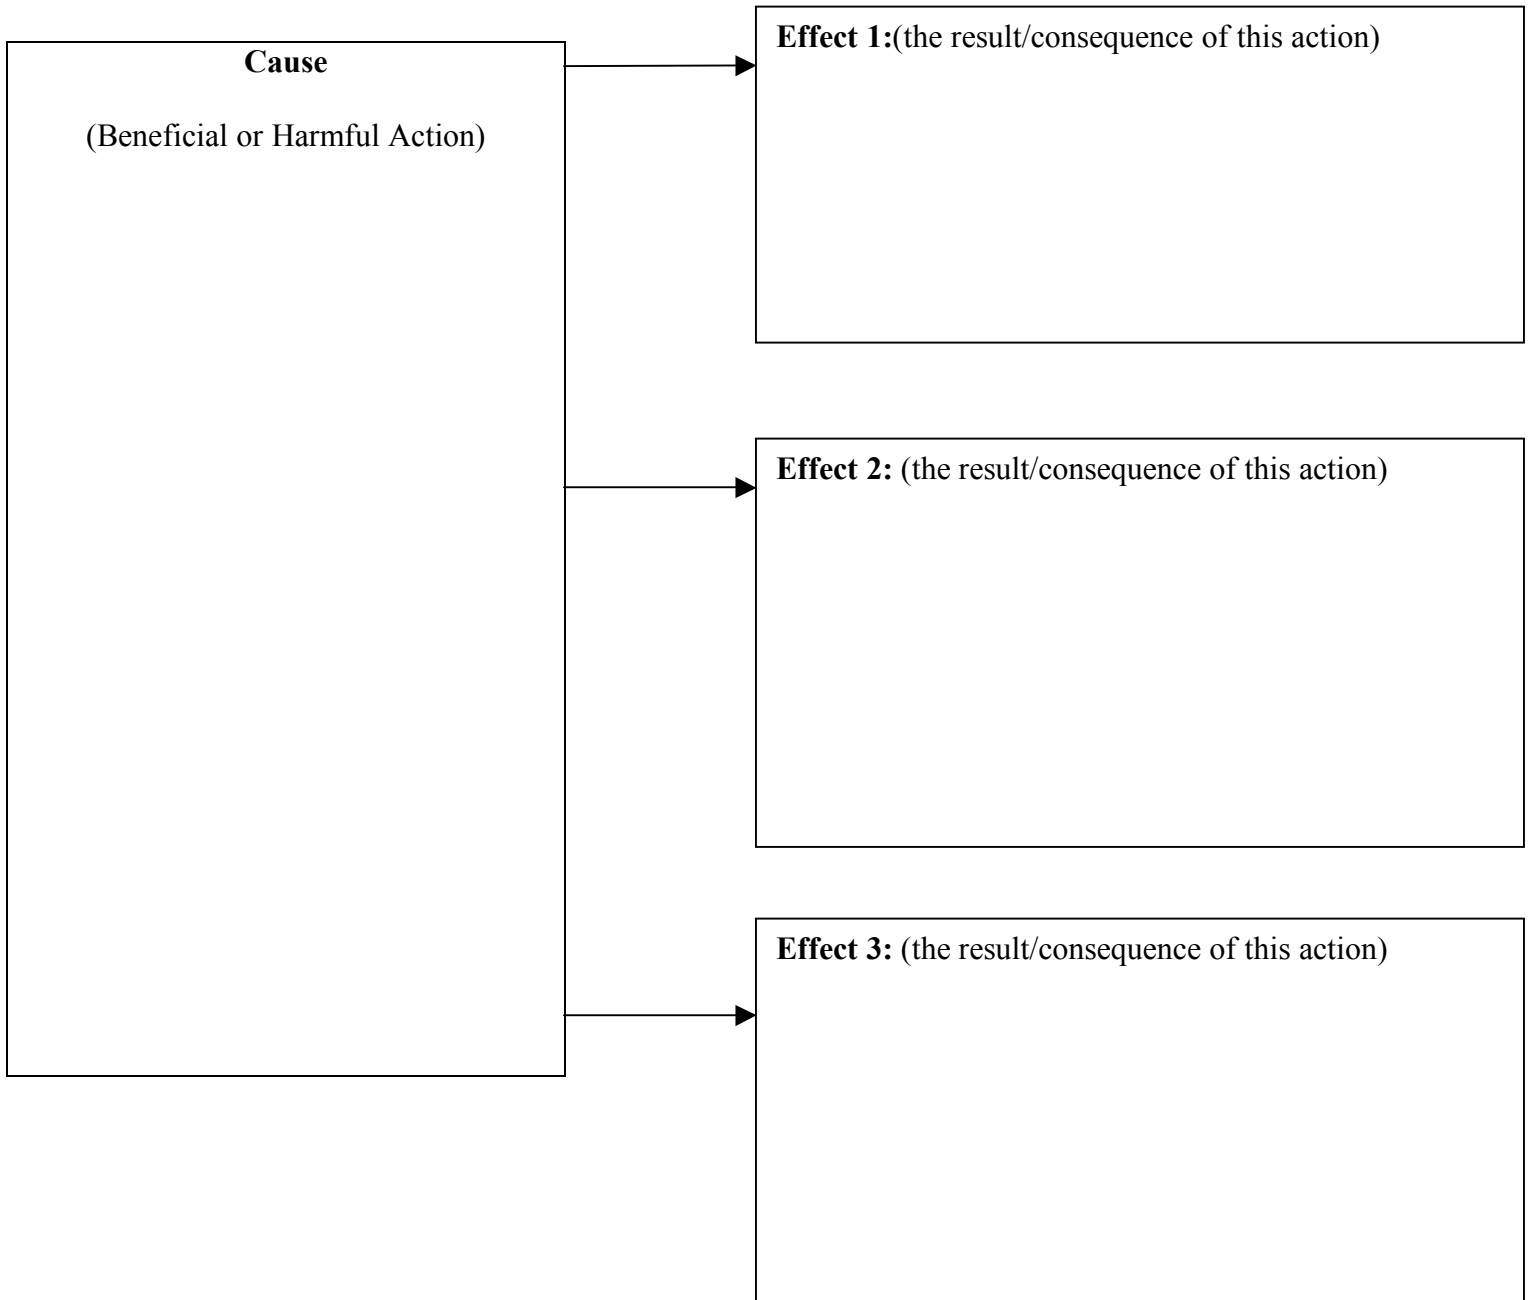 Cause
(Beneficial or Harmful Action)
Effect 1:(the result/consequence of this action)
Effect 2: (the result/consequence of this action)
Effect 3: (the result/consequence of this action)